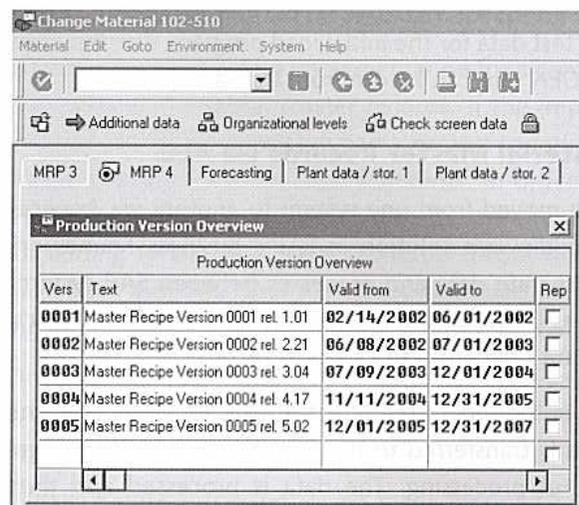 Change Material 102-510
Material Edit Goto Environment System Help
Additional data Organizational levels Check screen data
MRP 3 MRP 4 Forecasting Plant data / stor. 1 Plant data / stor. 2
Production Version Overview
Production Version Overview
Vers Text Valid from Valid to Rep
0001 Master Recipe Version 0001 rel. 1.01 02/14/2002 06/01/2002
0002 Master Recipe Version 0002 rel. 2.21 06/08/2002 07/01/2003
0003 Master Recipe Version 0003 rel. 3.04 07/09/2003 12/01/2004
0004 Master Recipe Version 0004 rel. 4.17 11/11/2004 12/31/2005
0005 Master Recipe Version 0005 rel. 5.02 12/01/2005 12/31/2007